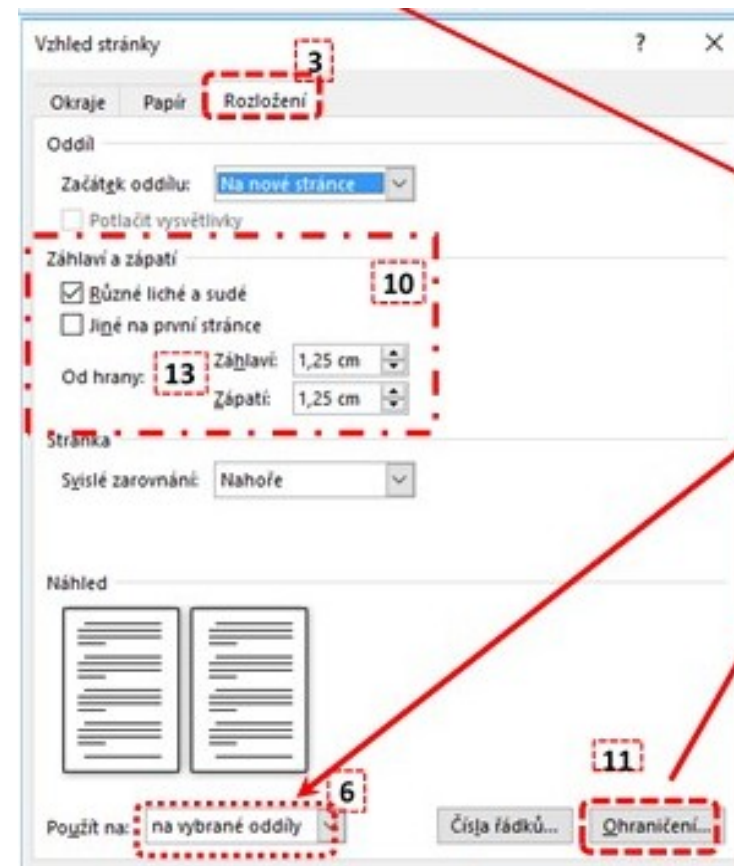 Vzhled stránky ? ×
3
Okraje Papír Rozložení
Oddíl
Začátek oddílu: Na nové stránce
Potlačit vysvětlivky
Záhlaví a zápatí
10
Různé liché a sudé
Jiné na první stránce
Záhlaví: 1,25 cm
Od hrany: 13
Zápatí: 1,25 cm
Stránka
Svislé zarovnání: Nahoře
Náhled
11
6
Použít na: na vybrané oddíly Čísla řádků... Ohraničení...